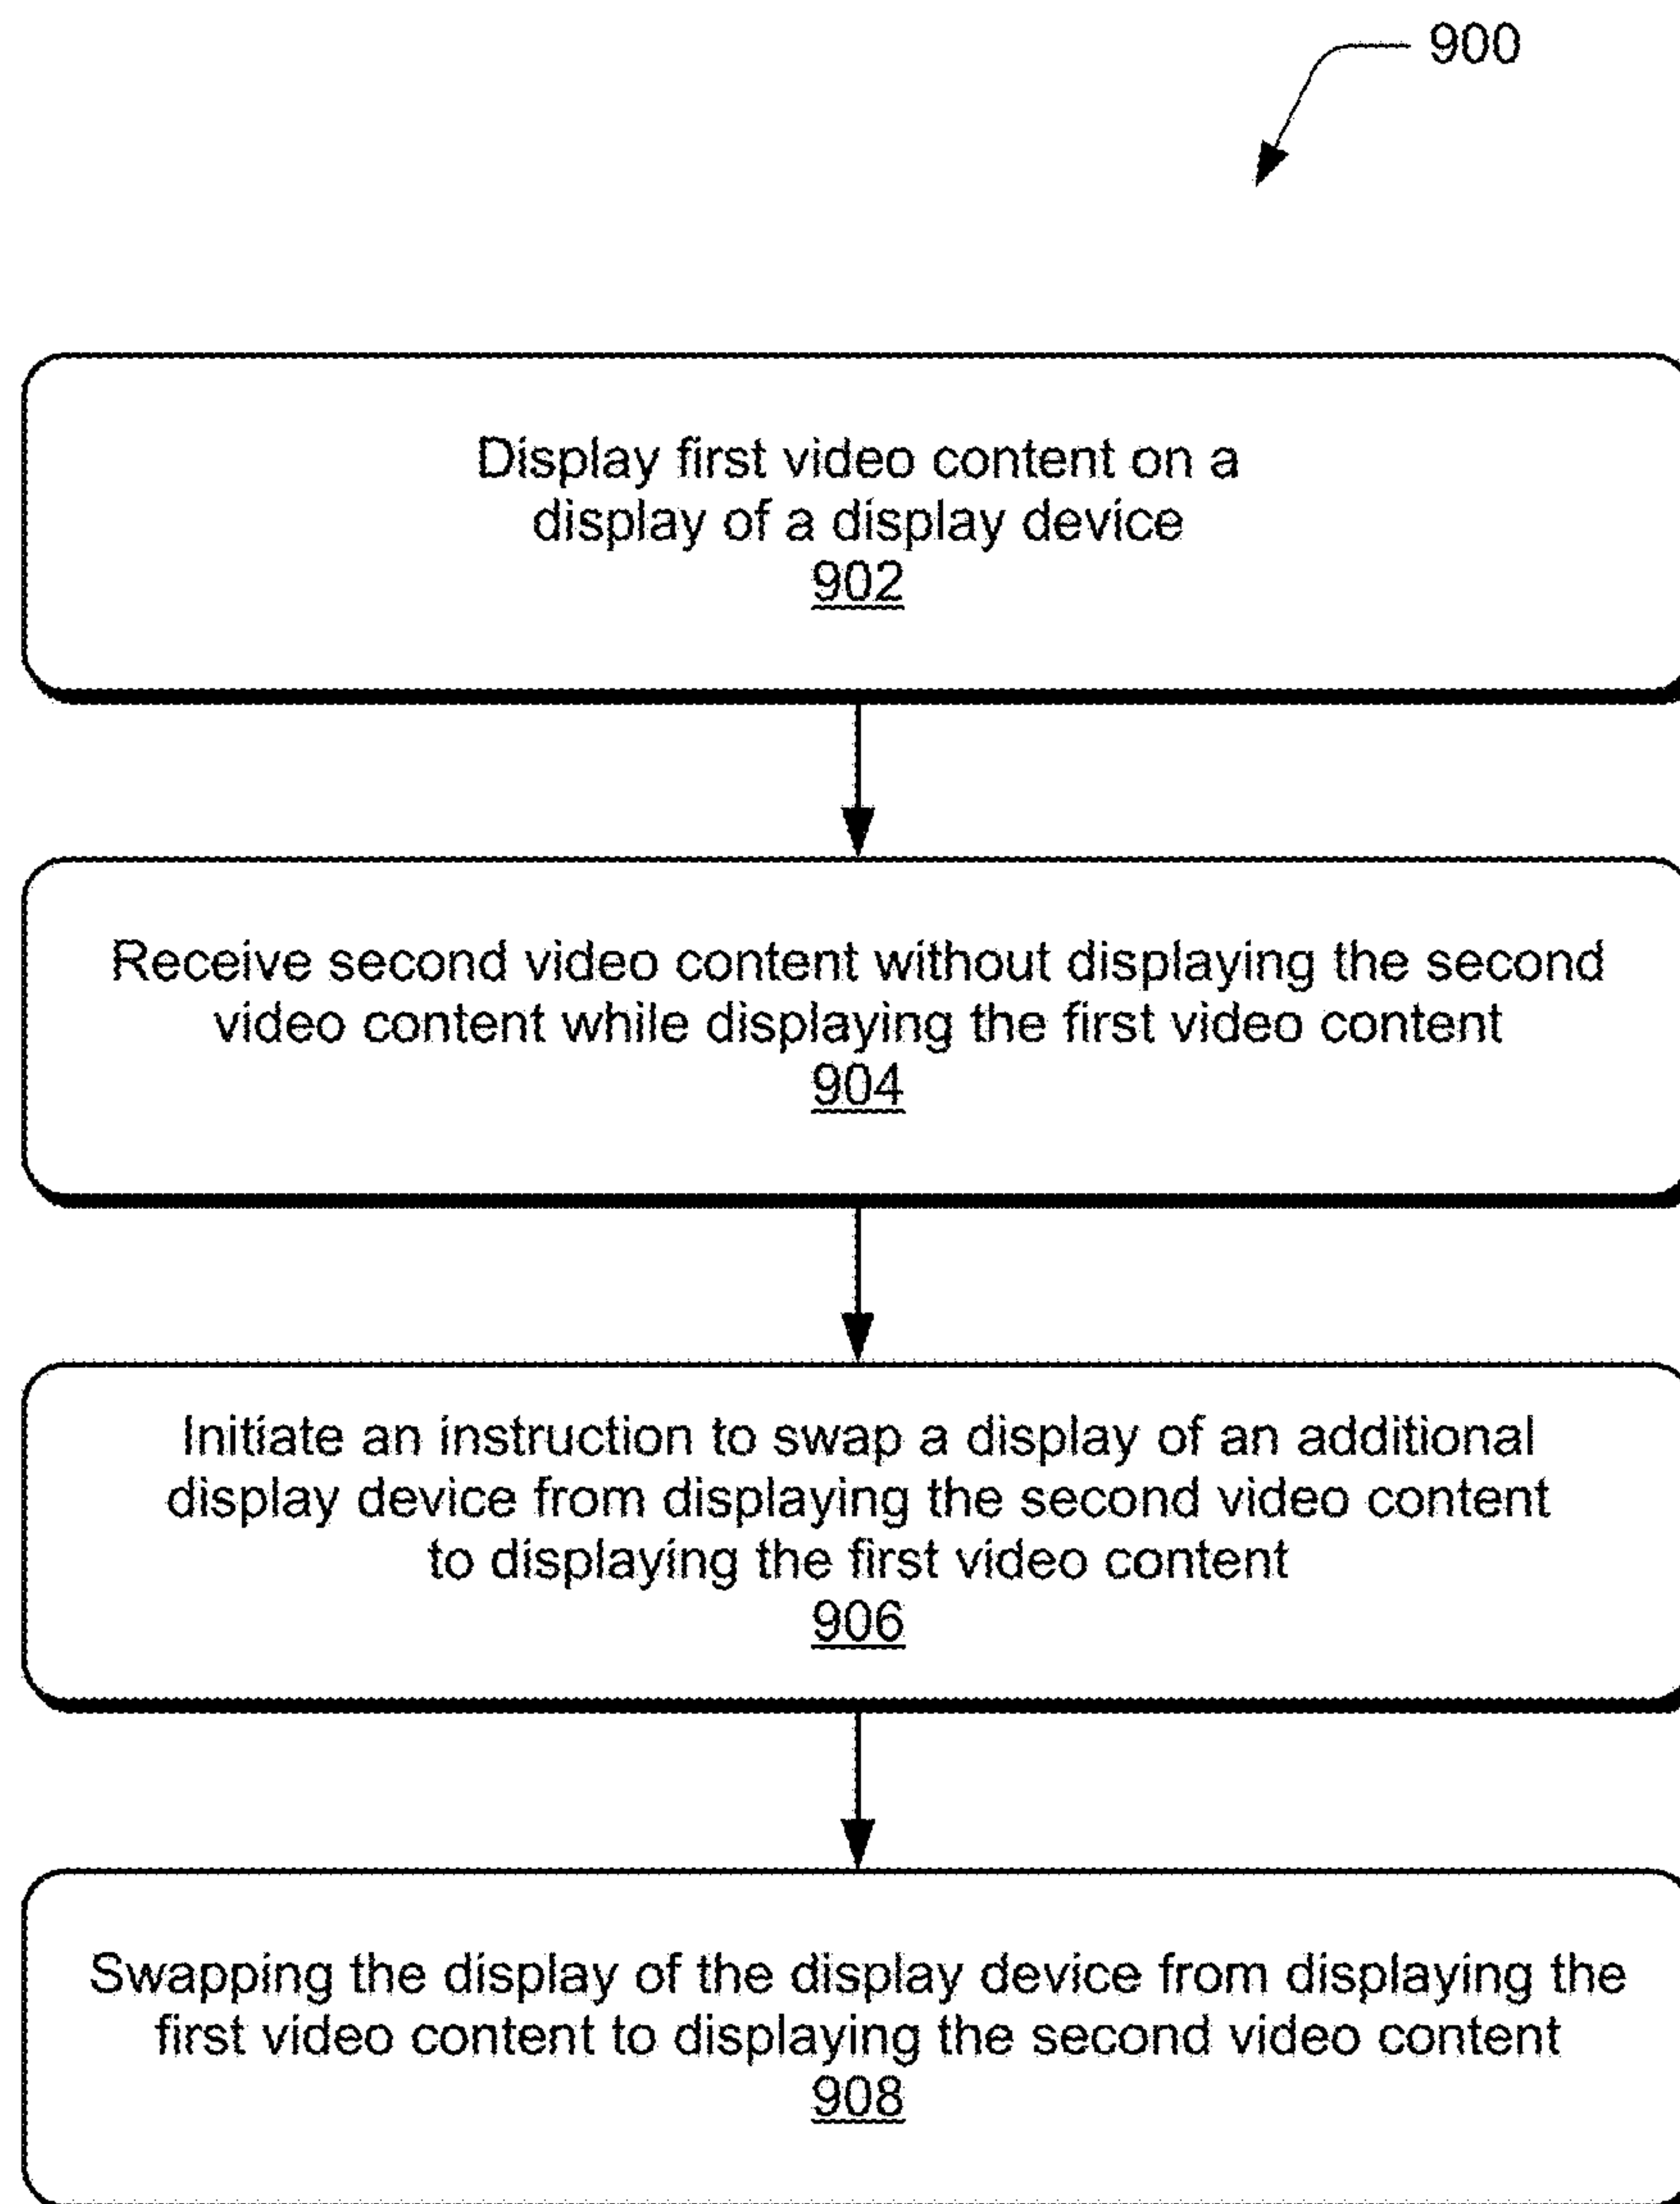 900
Display first video content on a
display of a display device
902
Receive second video content without displaying the second
video content while displaying the first video content
904
Initiate an instruction to swap a display of an additional
display device from displaying the second video content
to displaying the first video content
906
Swapping the display of the display device from displaying the
first video content to displaying the second video content
908